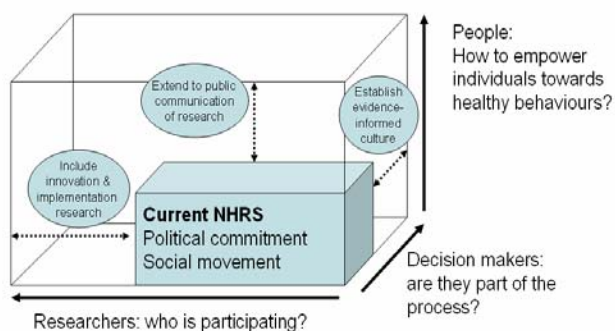 People:
How to empower
individuals towards
healthy behaviours?
Extend to public
communication
of research
Establish
evidence-
informed
culture
Include
innovation &
implementation
research
Current NHRS
Political commitment
Social movement
Decision makers:
are they part of the
process?
Researchers: who is participating?